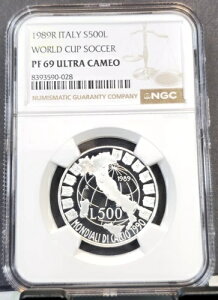 1989R ITALY S500L
WORLD CUP SOCCER
PF 69 ULTRA CAMEO
8393590-028
NUMISMATIC GUARANTY COMPANY
NGC
1989
L.500
MONDIALI DI CALCIO 1990